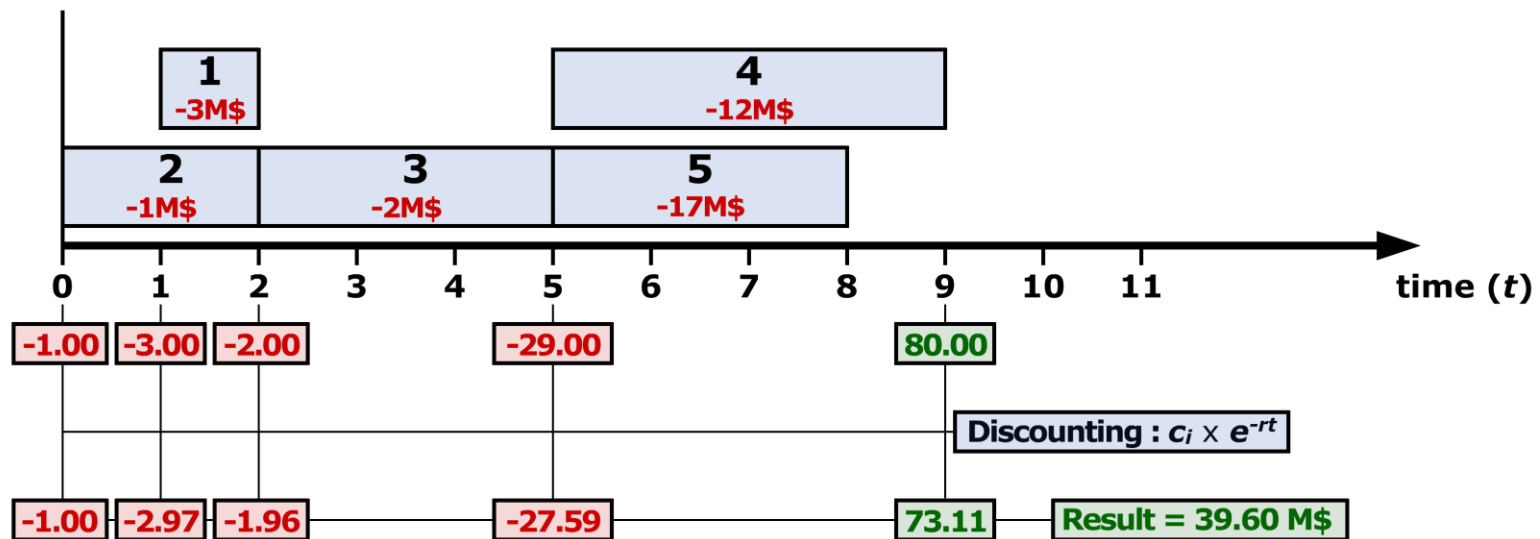 1
-3M$
4
-12M$
2
-1M$
3
-2M$
5
-17M$
0 1 2 3 4 5 6 7 8 9 10 11 time (t)
-1.00 -3.00 -2.00 -29.00 80.00
Discounting : cᵢ x e⁻ʳᵗ
-1.00 -2.97 -1.96 -27.59 73.11 Result = 39.60 M$